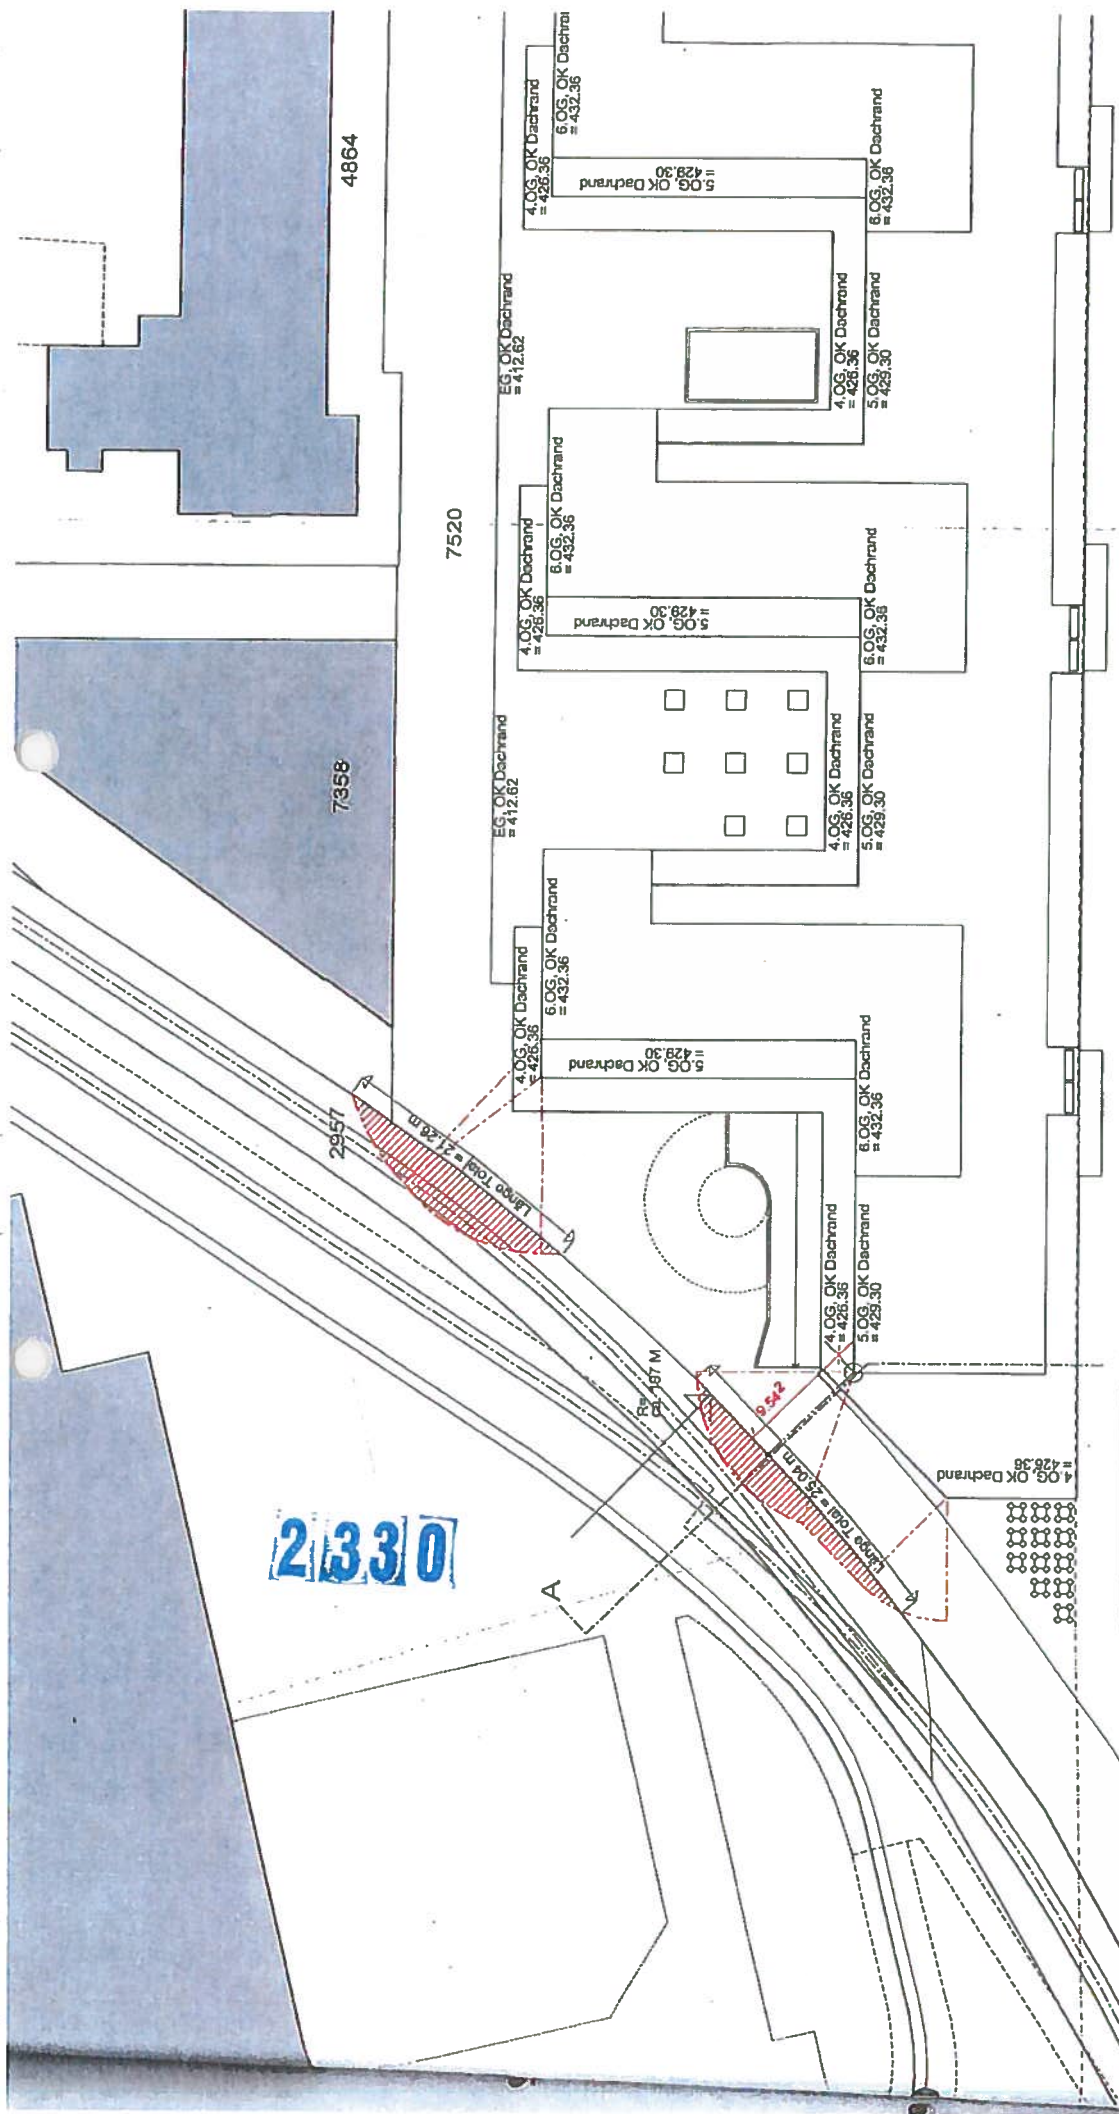 4864
4.OG, OK Dachrand
= 426.36
6.OG, OK Dachrand
= 432.36
5.OG, OK Dachrand
= 429.30
6.OG, OK Dachrand
= 432.36
EG, OK Dachrand
= 412.62
4.OG, OK Dachrand
= 426.36
5.OG, OK Dachrand
= 429.30
7520
4.OG, OK Dachrand
= 426.36
6.OG, OK Dachrand
= 432.36
5.OG, OK Dachrand
= 429.30
6.OG, OK Dachrand
= 432.36
7358
EG, OK Dachrand
= 412.62
4.OG, OK Dachrand
= 426.36
5.OG, OK Dachrand
= 429.30
4.OG, OK Dachrand
= 426.36
6.OG, OK Dachrand
= 432.36
5.OG, OK Dachrand
= 429.30
6.OG, OK Dachrand
= 432.36
2957
Länge Total = 21.26 m
4.OG, OK Dachrand
= 426.36
5.OG, OK Dachrand
= 429.30
R=
ca. 197 M
9.54²
Länge Total = 25.04 m
4.OG, OK Dachrand
= 426.36
2330
A